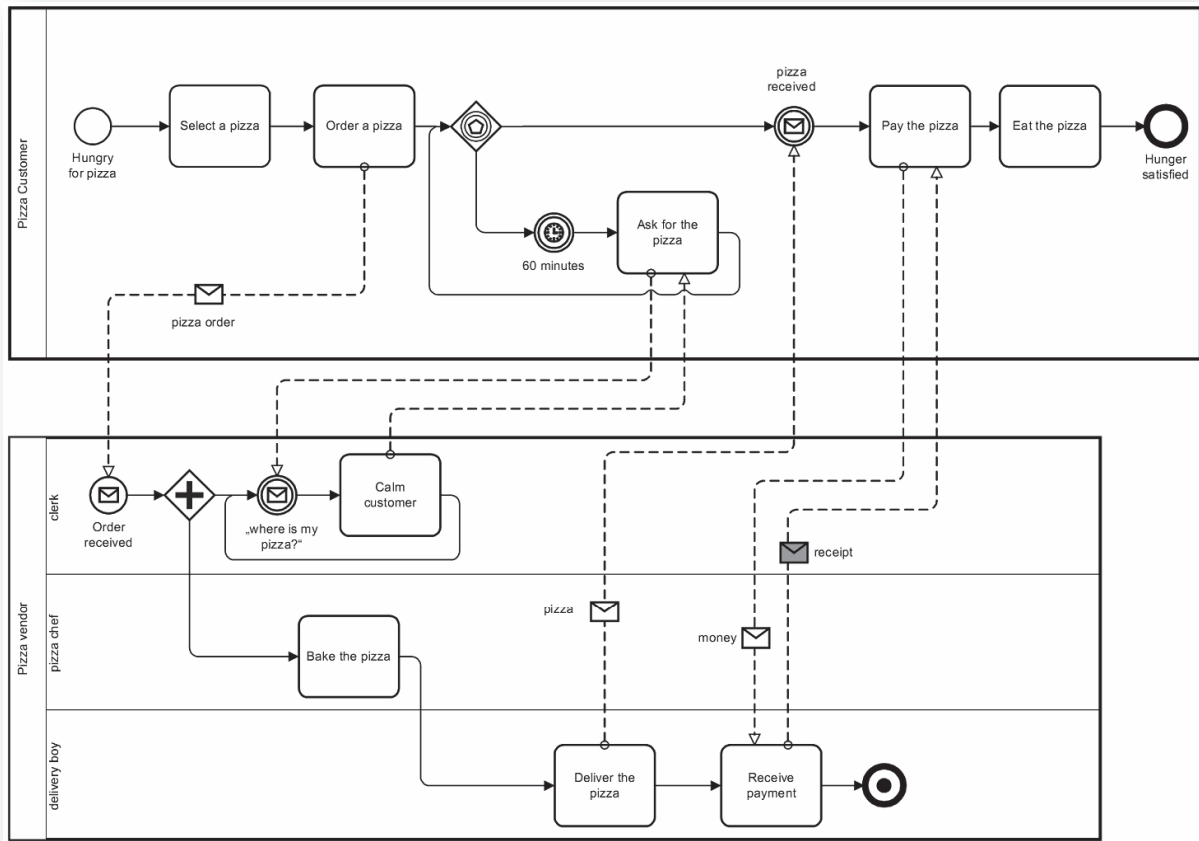 Pizza Customer
Hungry
for pizza
Select a pizza
Order a pizza
pizza
received
Pay the pizza
Eat the pizza
Hunger
satisfied
60 minutes
Ask for the
pizza
pizza order
Pizza vendor
clerk
Order
received
„where is my
pizza?“
Calm
customer
receipt
pizza chef
Bake the pizza
pizza
money
delivery boy
Deliver the
pizza
Receive
payment